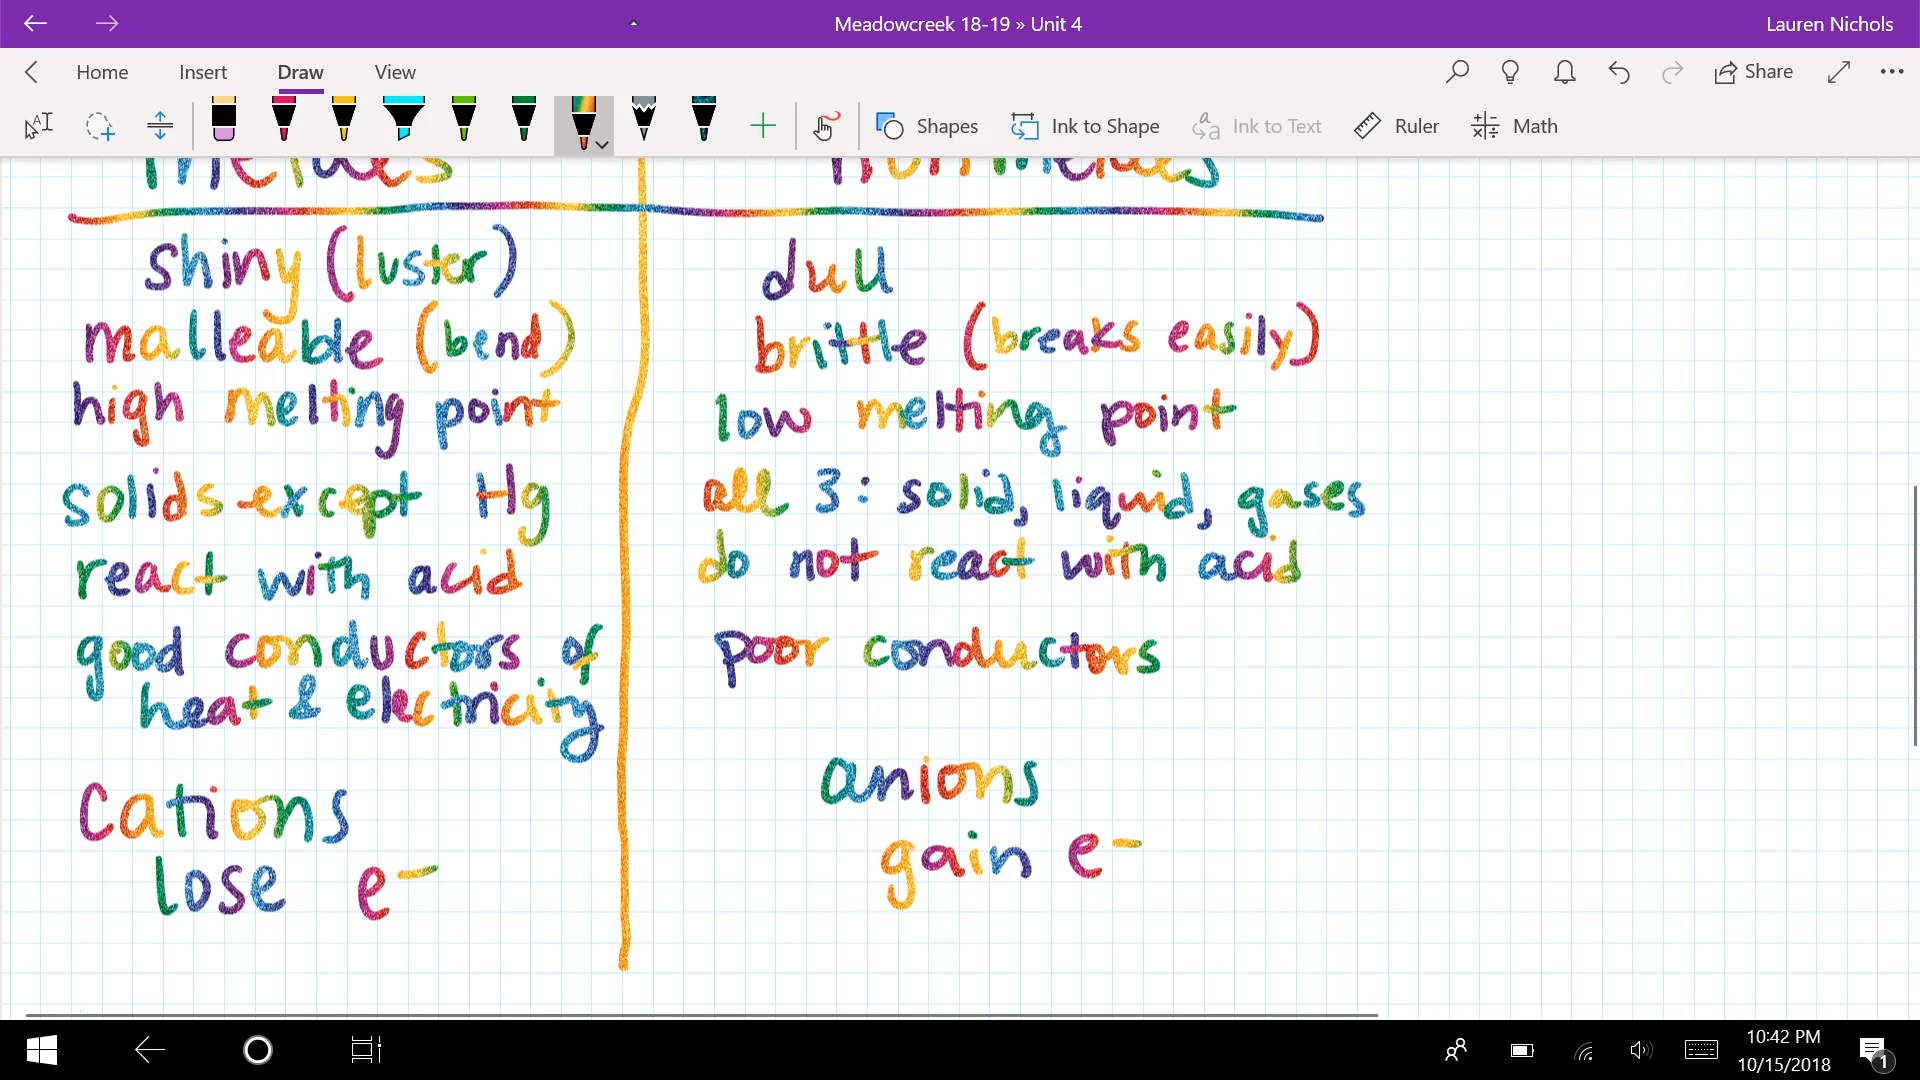 Meadowcreek 18-19 » Unit 4
Lauren Nichols
Home Insert Draw View
Share
Shapes Ink to Shape Ink to Text Ruler Math
metals
nonmetals
shiny (luster)
malleable (bend)
high melting point
solids except Hg
react with acid
good conductors of
heat & electricity
Cations
lose e-
dull
brittle (breaks easily)
low melting point
all 3: solid, liquid, gases
do not react with acid
poor conductors
anions
gain e-
10:42 PM
10/15/2018
1